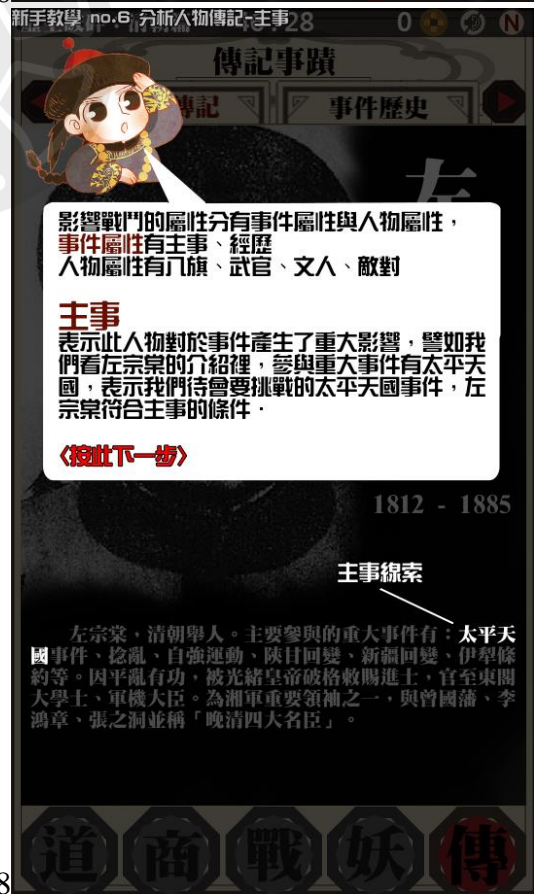 新手教學 no.6 分析人物傳記-主事
:28
0
N
傳記事蹟
傳記
事件歷史
左
影響戰鬥的屬性分有事件屬性與人物屬性，
事件屬性有主事、經歷
人物屬性有八旗、武官、文人、敵對
主事
表示此人物對於事件產生了重大影響，譬如我
們看左宗棠的介紹裡，參與重大事件有太平天
國，表示我們待會要挑戰的太平天國事件，左
宗棠符合主事的條件．
〈按此下一步〉
1812 - 1885
主事線索
左宗棠，清朝舉人。主要參與的重大事件有：太平天
國事件、捻亂、自強運動、陝甘回變、新疆回變、伊犁條
約等。因平亂有功，被光緒皇帝破格敕賜進士，官至東閣
大學士、軍機大臣。為湘軍重要領袖之一，與曾國藩、李
鴻章、張之洞並稱「晚清四大名臣」。
道 商 戰 妖 傳
8